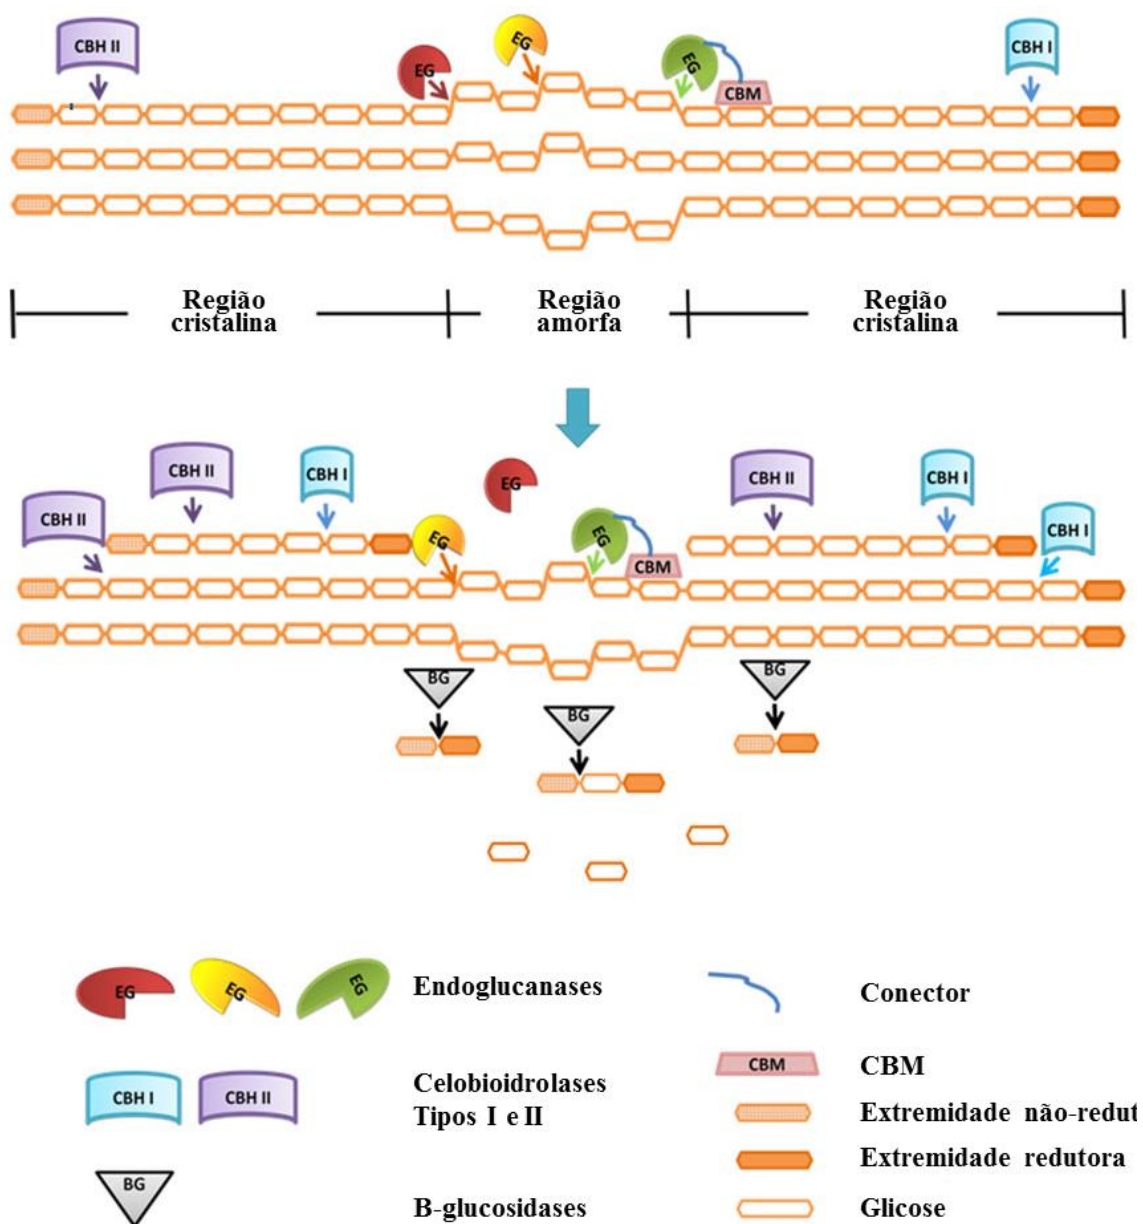 CBH II
EG
EG
EG
CBM
CBH I
Região
cristalina
Região
amorfa
Região
cristalina
CBH II
CBH I
EG
CBH II
CBH I
CBH II
EG
EG
CBM
CBH I
BG
BG
BG
EG
EG
EG
Endoglucanases
Conector
CBH I
CBH II
Celobioidrolases
Tipos I e II
CBM
CBM
Extremidade não-redut
Extremidade redutora
BG
B-glucosidases
Glicose